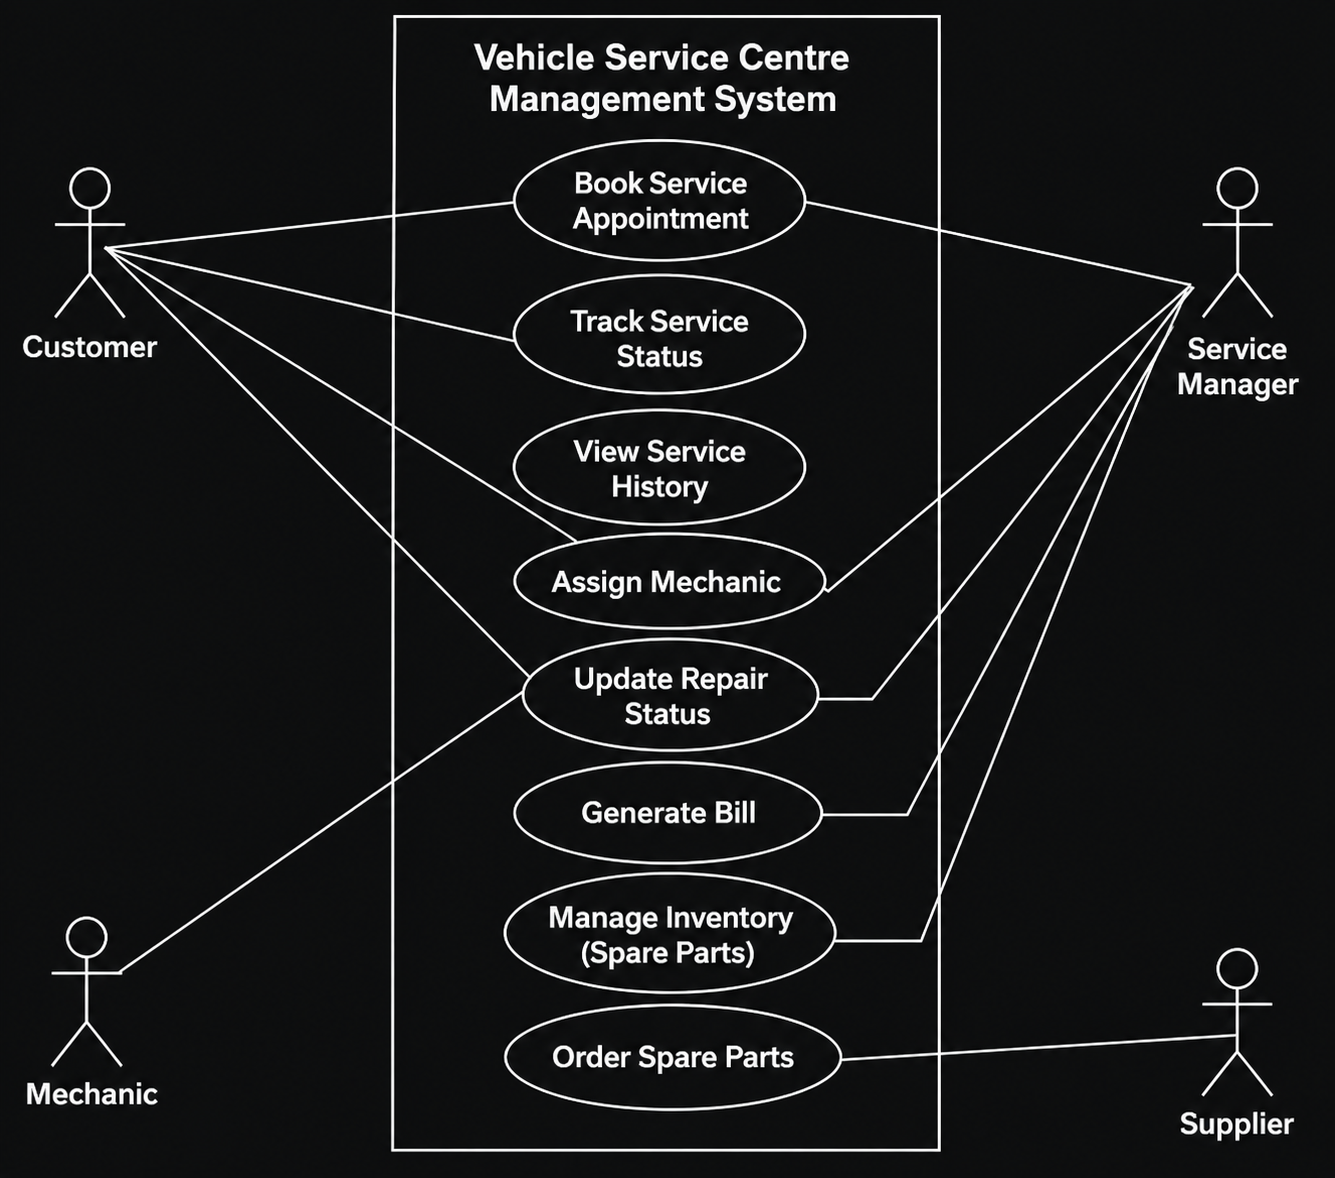 Vehicle Service Centre
Management System
Book Service
Appointment
Track Service
Status
View Service
History
Assign Mechanic
Update Repair
Status
Generate Bill
Manage Inventory
(Spare Parts)
Order Spare Parts
Customer
Mechanic
Service
Manager
Supplier